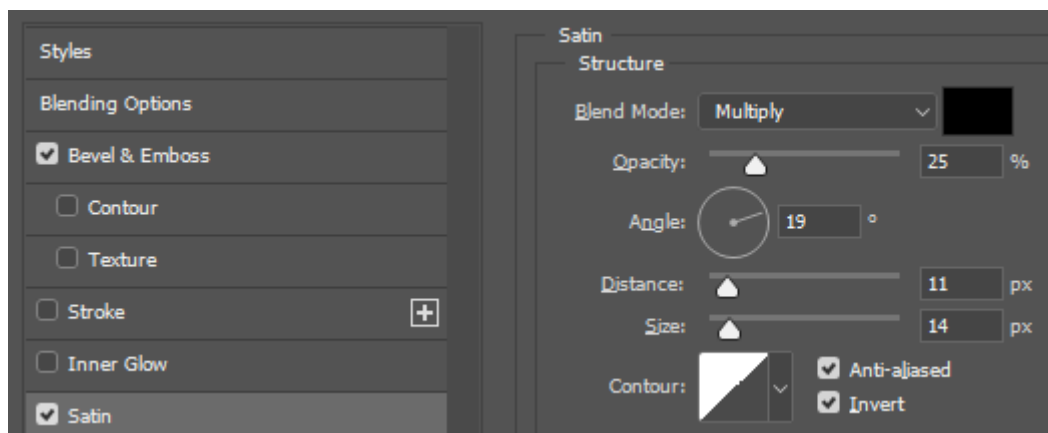 Styles
Blending Options
Bevel & Emboss
Contour
Texture
Stroke
Inner Glow
Satin
Satin
Structure
Blend Mode: Multiply
Opacity: 25 %
Angle: 19 °
Distance: 11 px
Size: 14 px
Contour:
Anti-aliased
Invert